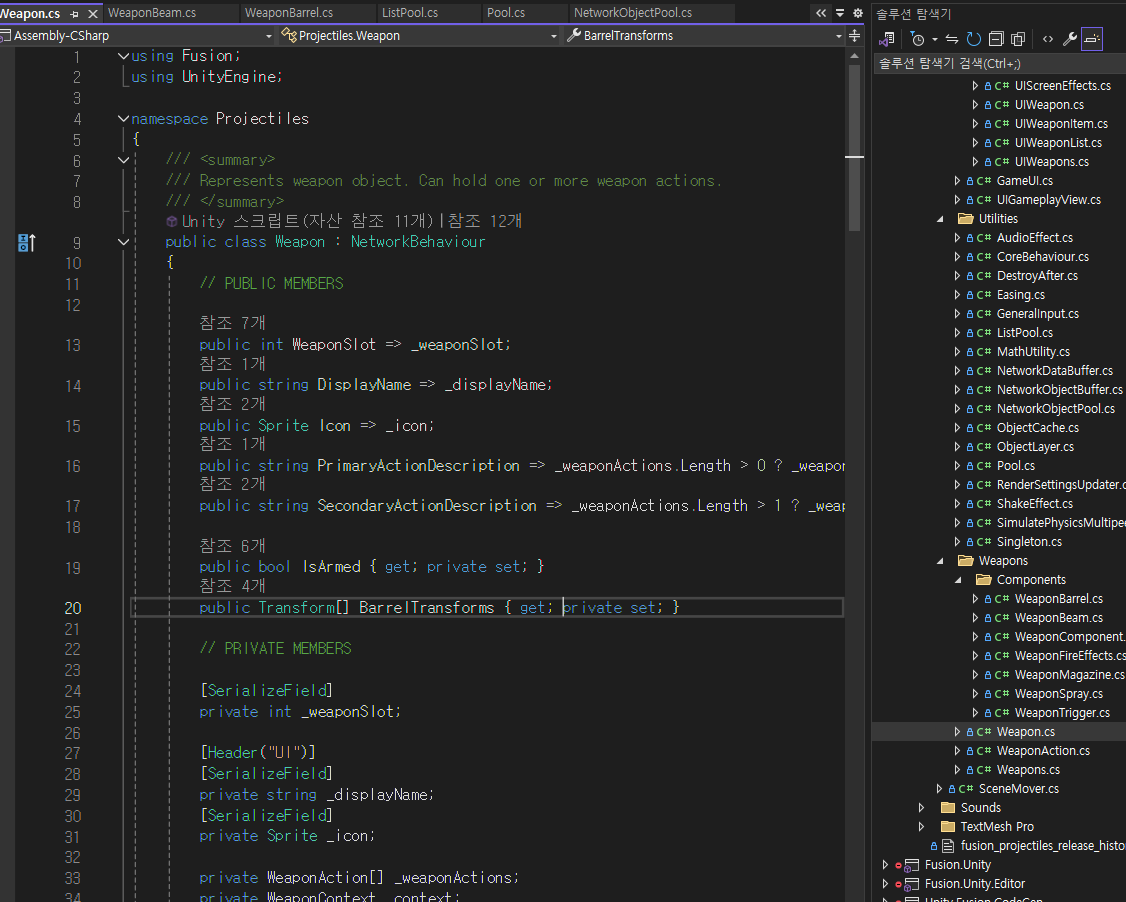 Weapon.cs
WeaponBeam.cs
WeaponBarrel.cs
ListPool.cs
Pool.cs
NetworkObjectPool.cs
Assembly-CSharp
Projectiles.Weapon
BarrelTransforms
1 using Fusion;
2 using UnityEngine;
3
4 namespace Projectiles
5 {
6 /// <summary>
7 /// Represents weapon object. Can hold one or more weapon actions.
8 /// </summary>
Unity 스크립트(자산 참조 11개)|참조 12개
9 public class Weapon : NetworkBehaviour
10 {
11 // PUBLIC MEMBERS
12
참조 7개
13 public int WeaponSlot => _weaponSlot;
참조 1개
14 public string DisplayName => _displayName;
참조 2개
15 public Sprite Icon => _icon;
참조 1개
16 public string PrimaryActionDescription => _weaponActions.Length > 0 ? _weapon
참조 2개
17 public string SecondaryActionDescription => _weaponActions.Length > 1 ? _weap
18
참조 6개
19 public bool IsArmed { get; private set; }
참조 4개
20 public Transform[] BarrelTransforms { get; private set; }
21
22 // PRIVATE MEMBERS
23
24 [SerializeField]
25 private int _weaponSlot;
26
27 [Header("UI")]
28 [SerializeField]
29 private string _displayName;
30 [SerializeField]
31 private Sprite _icon;
32
33 private WeaponAction[] _weaponActions;
34 private WeaponContext _context;
솔루션 탐색기
솔루션 탐색기 검색(Ctrl+;)
C# UIScreenEffects.cs
C# UIWeapon.cs
C# UIWeaponItem.cs
C# UIWeaponList.cs
C# UIWeapons.cs
C# GameUI.cs
C# UIGameplayView.cs
Utilities
C# AudioEffect.cs
C# CoreBehaviour.cs
C# DestroyAfter.cs
C# Easing.cs
C# GeneralInput.cs
C# ListPool.cs
C# MathUtility.cs
C# NetworkDataBuffer.cs
C# NetworkObjectBuffer.cs
C# NetworkObjectPool.cs
C# ObjectCache.cs
C# ObjectLayer.cs
C# Pool.cs
C# RenderSettingsUpdater.c
C# ShakeEffect.cs
C# SimulatePhysicsMultipee
C# Singleton.cs
Weapons
Components
C# WeaponBarrel.cs
C# WeaponBeam.cs
C# WeaponComponent.
C# WeaponFireEffects.cs
C# WeaponMagazine.cs
C# WeaponSpray.cs
C# WeaponTrigger.cs
C# Weapon.cs
C# WeaponAction.cs
C# Weapons.cs
C# SceneMover.cs
Sounds
TextMesh Pro
fusion_projectiles_release_histo
Fusion.Unity
Fusion.Unity.Editor
Unity.Fusion.CodeGen